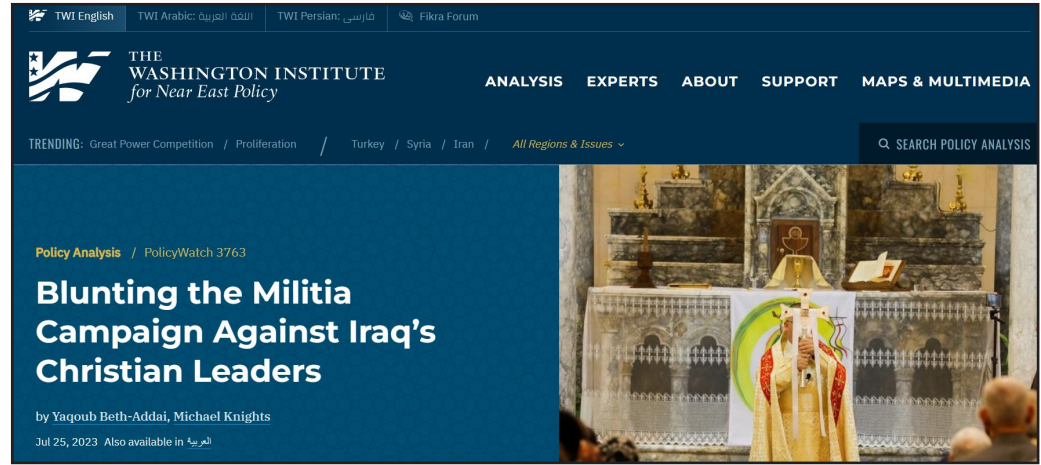 TWI English TWI Arabic: اللغة العربية TWI Persian: فارسی Fikra Forum
THE
WASHINGTON INSTITUTE
for Near East Policy
ANALYSIS EXPERTS ABOUT SUPPORT MAPS & MULTIMEDIA
TRENDING: Great Power Competition / Proliferation / Turkey / Syria / Iran / All Regions & Issues
SEARCH POLICY ANALYSIS
Policy Analysis / PolicyWatch 3763
Blunting the Militia
Campaign Against Iraq's
Christian Leaders
by Yaqoub Beth-Addai, Michael Knights
Jul 25, 2023 Also available in العربية